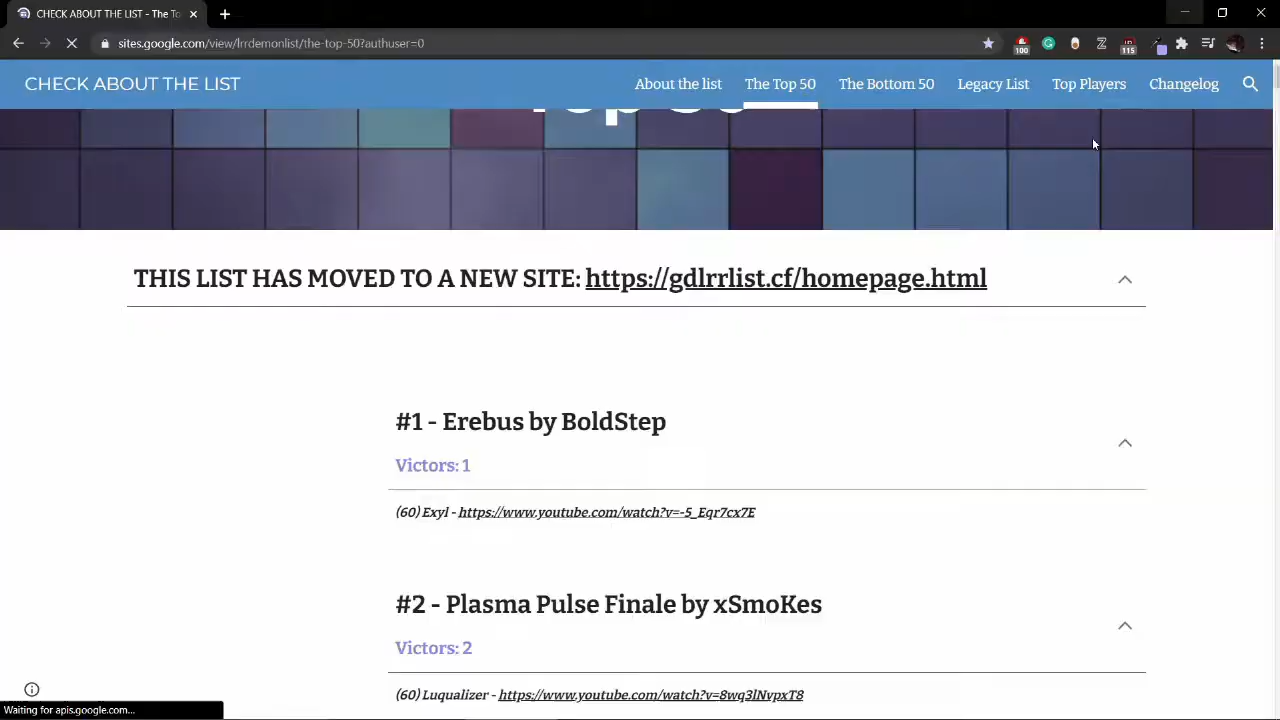 DEMONLIST - The To
sites.google.com/view/lrrdemonlist/the-top-50?authuser=0
100
115
CHECK ABOUT THE LIST
About the list
The Top 50
The Bottom 50
Legacy List
Top Players
Changelog
THIS LIST HAS MOVED TO A NEW SITE: https://gdlrrlist.cf/homepage.html
#1 - Erebus by BoldStep
Victors: 1
(60) Exyl - https://www.youtube.com/watch?v=-5_Eqr7cx7E
#2 - Plasma Pulse Finale by xSmoKes
Victors: 2
(60) Luqualizer - https://www.youtube.com/watch?v=8wq3lNvpxT8
Waiting for apis.google.com...